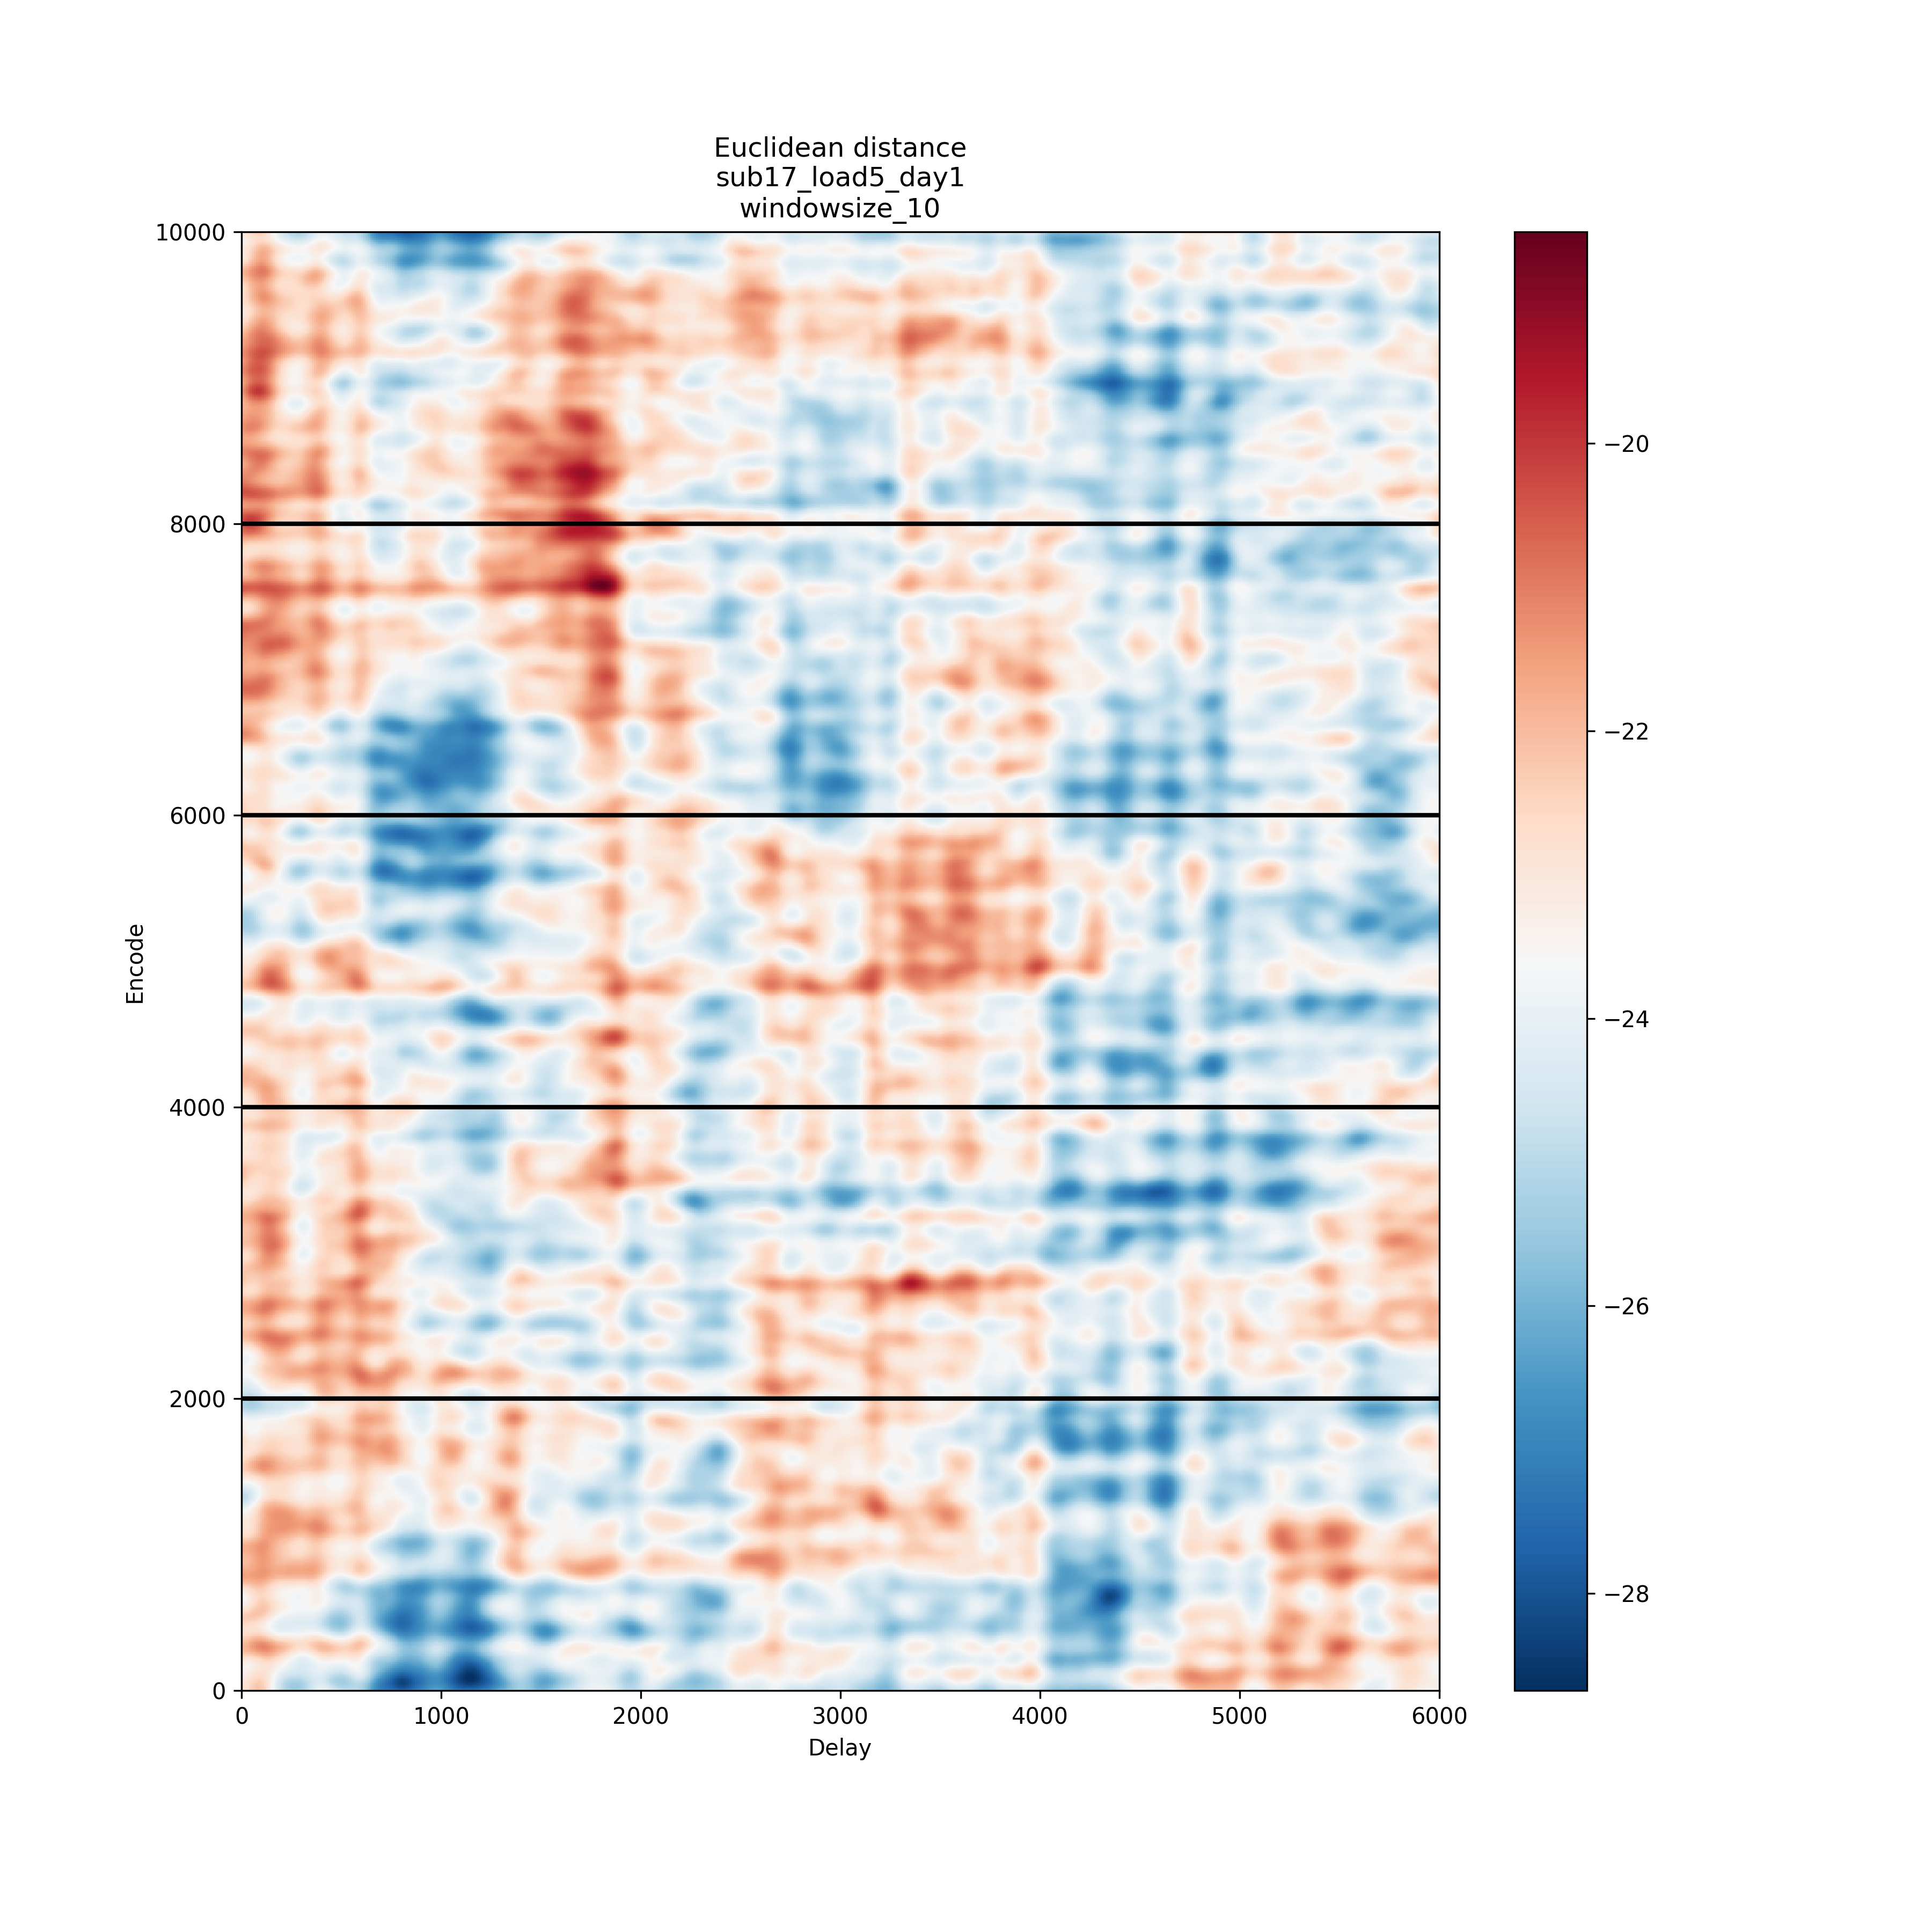 Euclidean distance
sub17_load5_day1
windowsize_10
10000
8000
6000
4000
2000
0
Encode
0 1000 2000 3000 4000 5000 6000
Delay
−20
−22
−24
−26
−28